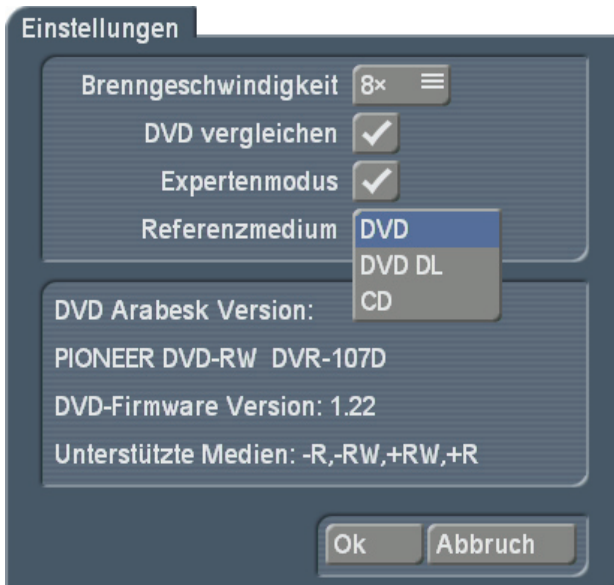 Einstellungen
Brenngeschwindigkeit 8×
DVD vergleichen
Expertenmodus
Referenzmedium DVD
DVD DL
CD
DVD Arabesk Version:
PIONEER DVD-RW DVR-107D
DVD-Firmware Version: 1.22
Unterstützte Medien: -R,-RW,+RW,+R
Ok Abbruch